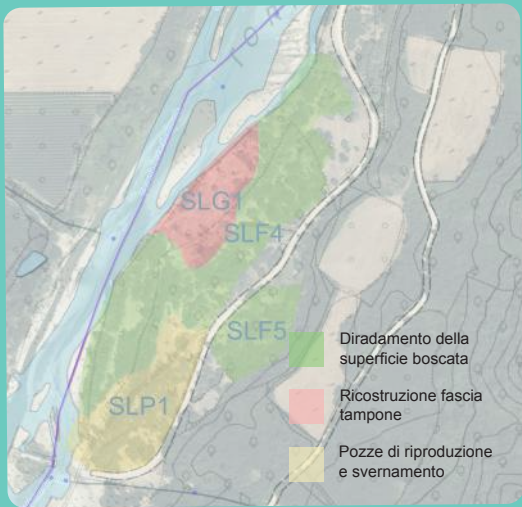 SLG1
SLF4
SLF5
SLP1
Diradamento della
superficie boscata
Ricostruzione fascia
tampone
Pozze di riproduzione
e svernamento